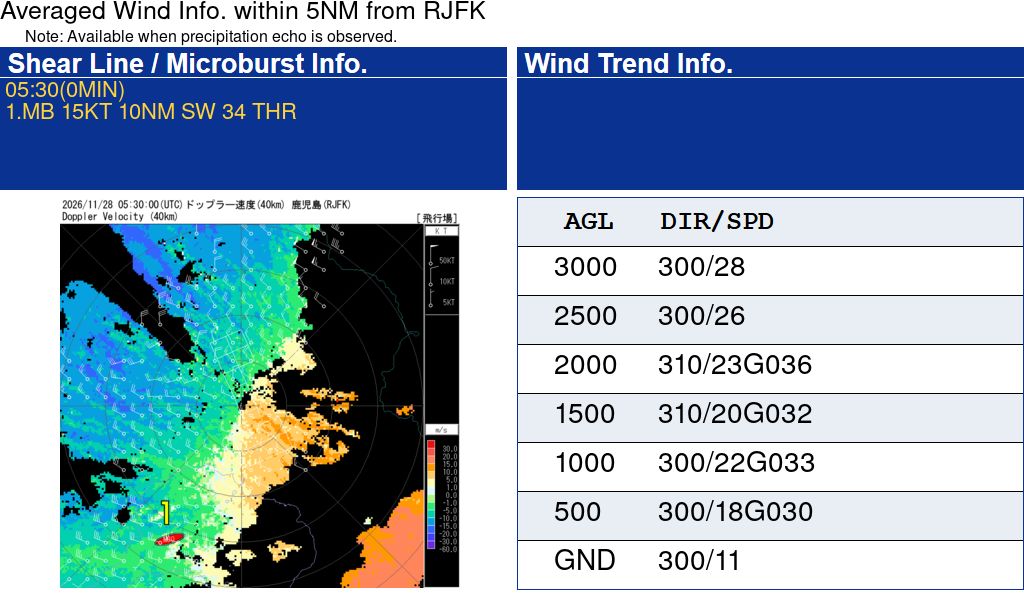 Averaged Wind Info. within 5NM from RJFK
Note: Available when precipitation echo is observed.
Shear Line / Microburst Info.
05:30(0MIN)
1.MB 15KT 10NM SW 34 THR
Wind Trend Info.
2026/11/28 05:30:00(UTC) ドップラー速度(40km) 鹿児島(RJFK)
Doppler Velocity (40km)
[飛行場]
KT
50KT
10KT
5KT
m/s
30.0
20.0
15.0
10.0
5.0
1.0
0.0
-1.0
-5.0
-10.0
-15.0
-20.0
-30.0
-60.0
1
AGL DIR/SPD
3000 300/28
2500 300/26
2000 310/23G036
1500 310/20G032
1000 300/22G033
500 300/18G030
GND 300/11